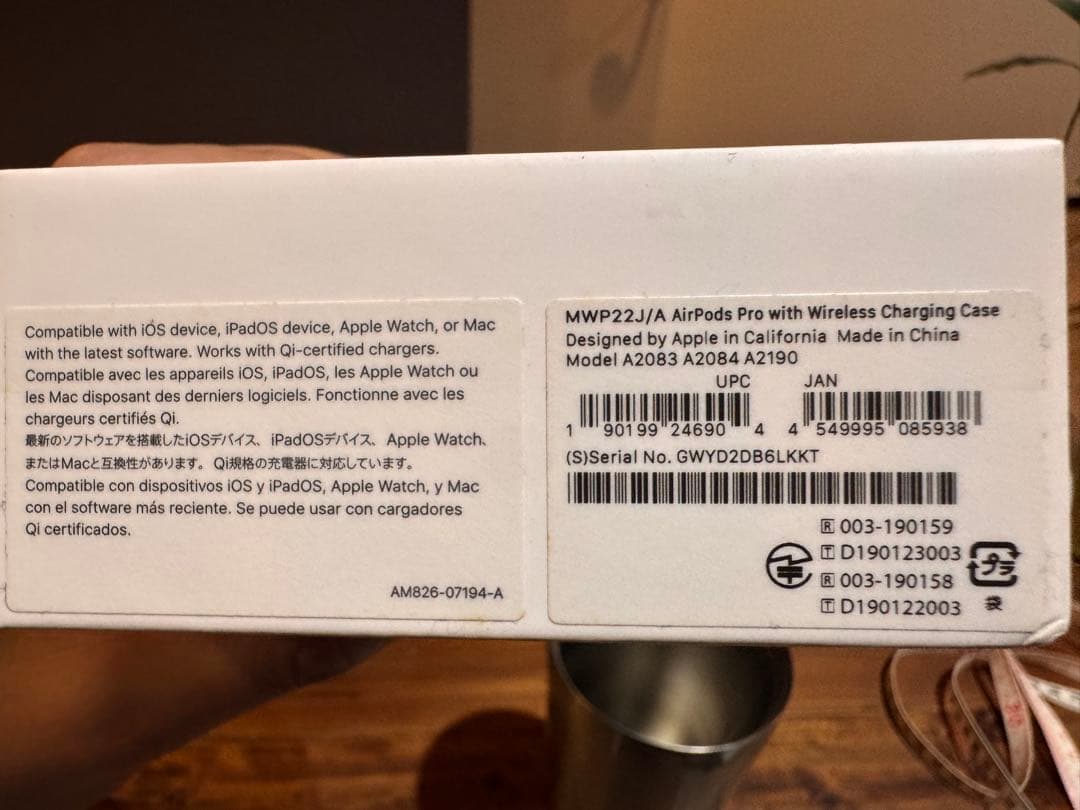 Compatible with iOS device, iPadOS device, Apple Watch, or Mac
with the latest software. Works with Qi-certified chargers.
Compatible avec les appareils iOS, iPadOS, les Apple Watch ou
les Mac disposant des derniers logiciels. Fonctionne avec les
chargeurs certifiés Qi.
最新のソフトウェアを搭載したiOSデバイス、iPadOSデバイス、Apple Watch、
またはMacと互換性があります。Qi規格の充電器に対応しています。
Compatible con dispositivos iOS y iPadOS, Apple Watch, y Mac
con el software más reciente. Se puede usar con cargadores
Qi certificados.
AM826-07194-A
MWP22J/A AirPods Pro with Wireless Charging Case
Designed by Apple in California Made in China
Model A2083 A2084 A2190
UPC JAN
1 90199 24690 4 4 549995 085938
(S)Serial No. GWYD2DB6LKKT
R 003-190159
T D190123003
R 003-190158
T D190122003
プラ
袋